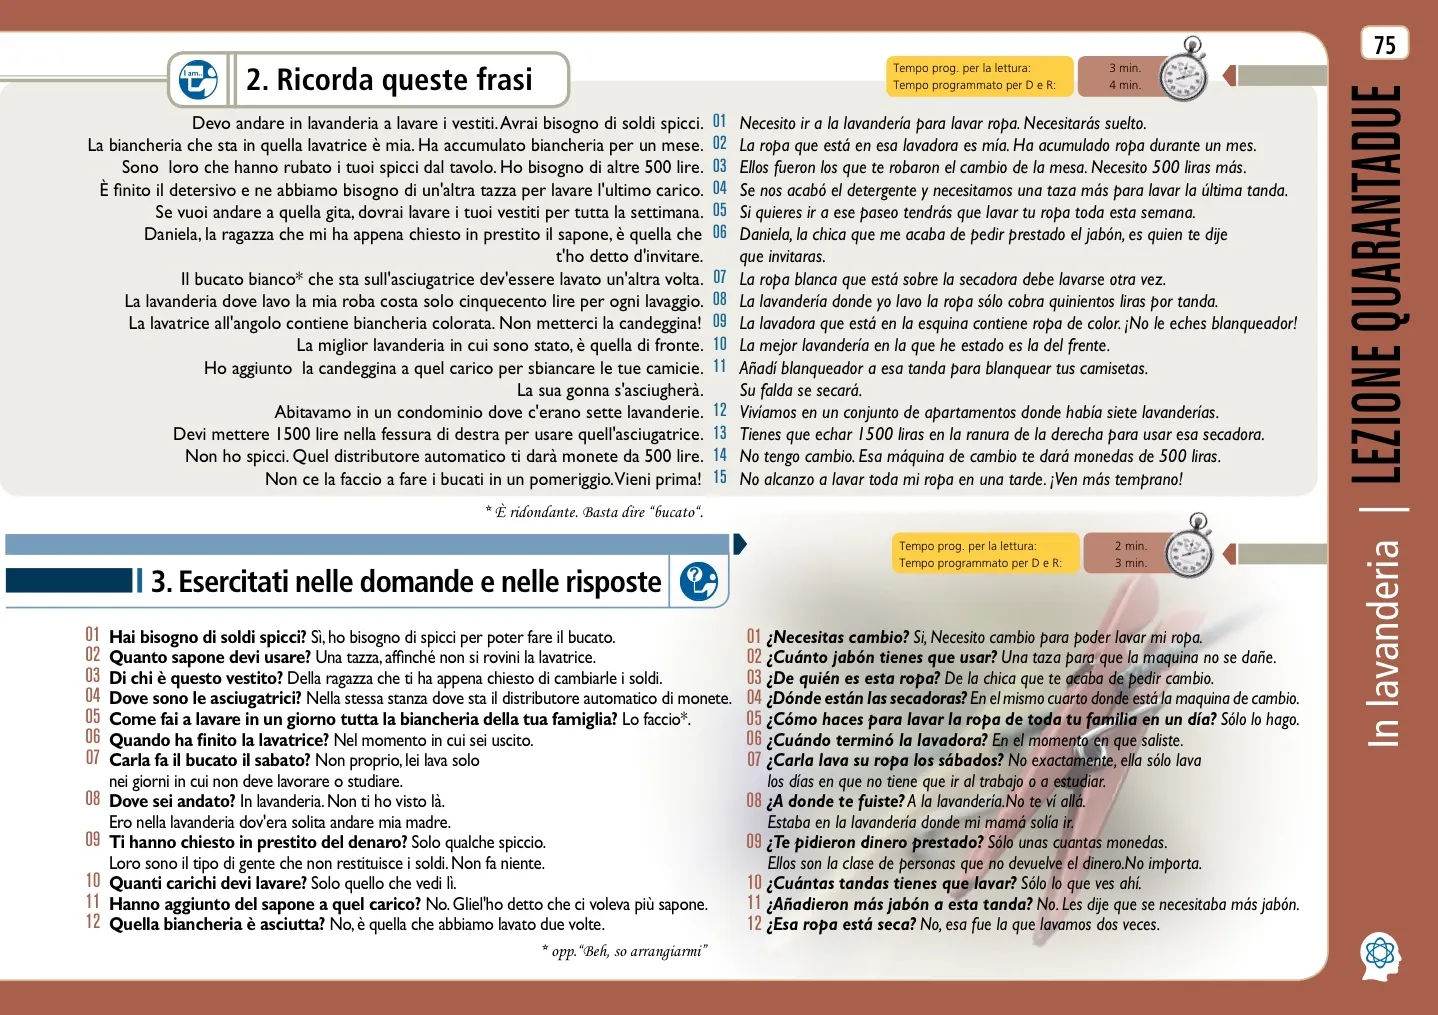 75
LEZIONE QUARANTADUE
In lavanderia
I am...
2. Ricorda queste frasi
Tempo prog. per la lettura: 3 min.
Tempo programmato per D e R: 4 min.
Devo andare in lavanderia a lavare i vestiti. Avrai bisogno di soldi spicci. 01 Necesito ir a la lavandería para lavar ropa. Necesitarás suelto.
La biancheria che sta in quella lavatrice è mia. Ha accumulato biancheria per un mese. 02 La ropa que está en esa lavadora es mía. Ha acumulado ropa durante un mes.
Sono loro che hanno rubato i tuoi spicci dal tavolo. Ho bisogno di altre 500 lire. 03 Ellos fueron los que te robaron el cambio de la mesa. Necesito 500 liras más.
È finito il detersivo e ne abbiamo bisogno di un'altra tazza per lavare l'ultimo carico. 04 Se nos acabó el detergente y necesitamos una taza más para lavar la última tanda.
Se vuoi andare a quella gita, dovrai lavare i tuoi vestiti per tutta la settimana. 05 Si quieres ir a ese paseo tendrás que lavar tu ropa toda esta semana.
Daniela, la ragazza che mi ha appena chiesto in prestito il sapone, è quella che 06 Daniela, la chica que me acaba de pedir prestado el jabón, es quien te dije
t'ho detto d'invitare. que invitaras.
Il bucato bianco* che sta sull'asciugatrice dev'essere lavato un'altra volta. 07 La ropa blanca que está sobre la secadora debe lavarse otra vez.
La lavanderia dove lavo la mia roba costa solo cinquecento lire per ogni lavaggio. 08 La lavandería donde yo lavo la ropa sólo cobra quinientos liras por tanda.
La lavatrice all'angolo contiene biancheria colorata. Non metterci la candeggina! 09 La lavadora que está en la esquina contiene ropa de color. ¡No le eches blanqueador!
La miglior lavanderia in cui sono stato, è quella di fronte. 10 La mejor lavandería en la que he estado es la del frente.
Ho aggiunto la candeggina a quel carico per sbiancare le tue camicie. 11 Añadí blanqueador a esa tanda para blanquear tus camisetas.
La sua gonna s'asciugherà. Su falda se secará.
Abitavamo in un condominio dove c'erano sette lavanderie. 12 Vivíamos en un conjunto de apartamentos donde había siete lavanderías.
Devi mettere 1500 lire nella fessura di destra per usare quell'asciugatrice. 13 Tienes que echar 1500 liras en la ranura de la derecha para usar esa secadora.
Non ho spicci. Quel distributore automatico ti darà monete da 500 lire. 14 No tengo cambio. Esa máquina de cambio te dará monedas de 500 liras.
Non ce la faccio a fare i bucati in un pomeriggio. Vieni prima! 15 No alcanzo a lavar toda mi ropa en una tarde. ¡Ven más temprano!
* È ridondante. Basta dire “bucato“.
3. Esercitati nelle domande e nelle risposte
Tempo prog. per la lettura: 2 min.
Tempo programmato per D e R: 3 min.
01 Hai bisogno di soldi spicci? Sì, ho bisogno di spicci per poter fare il bucato.
02 Quanto sapone devi usare? Una tazza, affinché non si rovini la lavatrice.
03 Di chi è questo vestito? Della ragazza che ti ha appena chiesto di cambiarle i soldi.
04 Dove sono le asciugatrici? Nella stessa stanza dove sta il distributore automatico di monete.
05 Come fai a lavare in un giorno tutta la biancheria della tua famiglia? Lo faccio*.
06 Quando ha finito la lavatrice? Nel momento in cui sei uscito.
07 Carla fa il bucato il sabato? Non proprio, lei lava solo
nei giorni in cui non deve lavorare o studiare.
08 Dove sei andato? In lavanderia. Non ti ho visto là.
Ero nella lavanderia dov'era solita andare mia madre.
09 Ti hanno chiesto in prestito del denaro? Solo qualche spiccio.
Loro sono il tipo di gente che non restituisce i soldi. Non fa niente.
10 Quanti carichi devi lavare? Solo quello che vedi lì.
11 Hanno aggiunto del sapone a quel carico? No. Gliel'ho detto che ci voleva più sapone.
12 Quella biancheria è asciutta? No, è quella che abbiamo lavato due volte.
* opp. “Beh, so arrangiarmi”
01 ¿Necesitas cambio? Si, Necesito cambio para poder lavar mi ropa.
02 ¿Cuánto jabón tienes que usar? Una taza para que la maquina no se dañe.
03 ¿De quién es esta ropa? De la chica que te acaba de pedir cambio.
04 ¿Dónde están las secadoras? En el mismo cuarto donde está la maquina de cambio.
05 ¿Cómo haces para lavar la ropa de toda tu familia en un día? Sólo lo hago.
06 ¿Cuándo terminó la lavadora? En el momento en que saliste.
07 ¿Carla lava su ropa los sábados? No exactamente, ella sólo lava
los días en que no tiene que ir al trabajo o a estudiar.
08 ¿A donde te fuiste? A la lavandería. No te ví allá.
Estaba en la lavandería donde mi mamá solía ir.
09 ¿Te pidieron dinero prestado? Sólo unas cuantas monedas.
Ellos son la clase de personas que no devuelve el dinero. No importa.
10 ¿Cuántas tandas tienes que lavar? Sólo lo que ves ahí.
11 ¿Añadieron más jabón a esta tanda? No. Les dije que se necesitaba más jabón.
12 ¿Esa ropa está seca? No, esa fue la que lavamos dos veces.